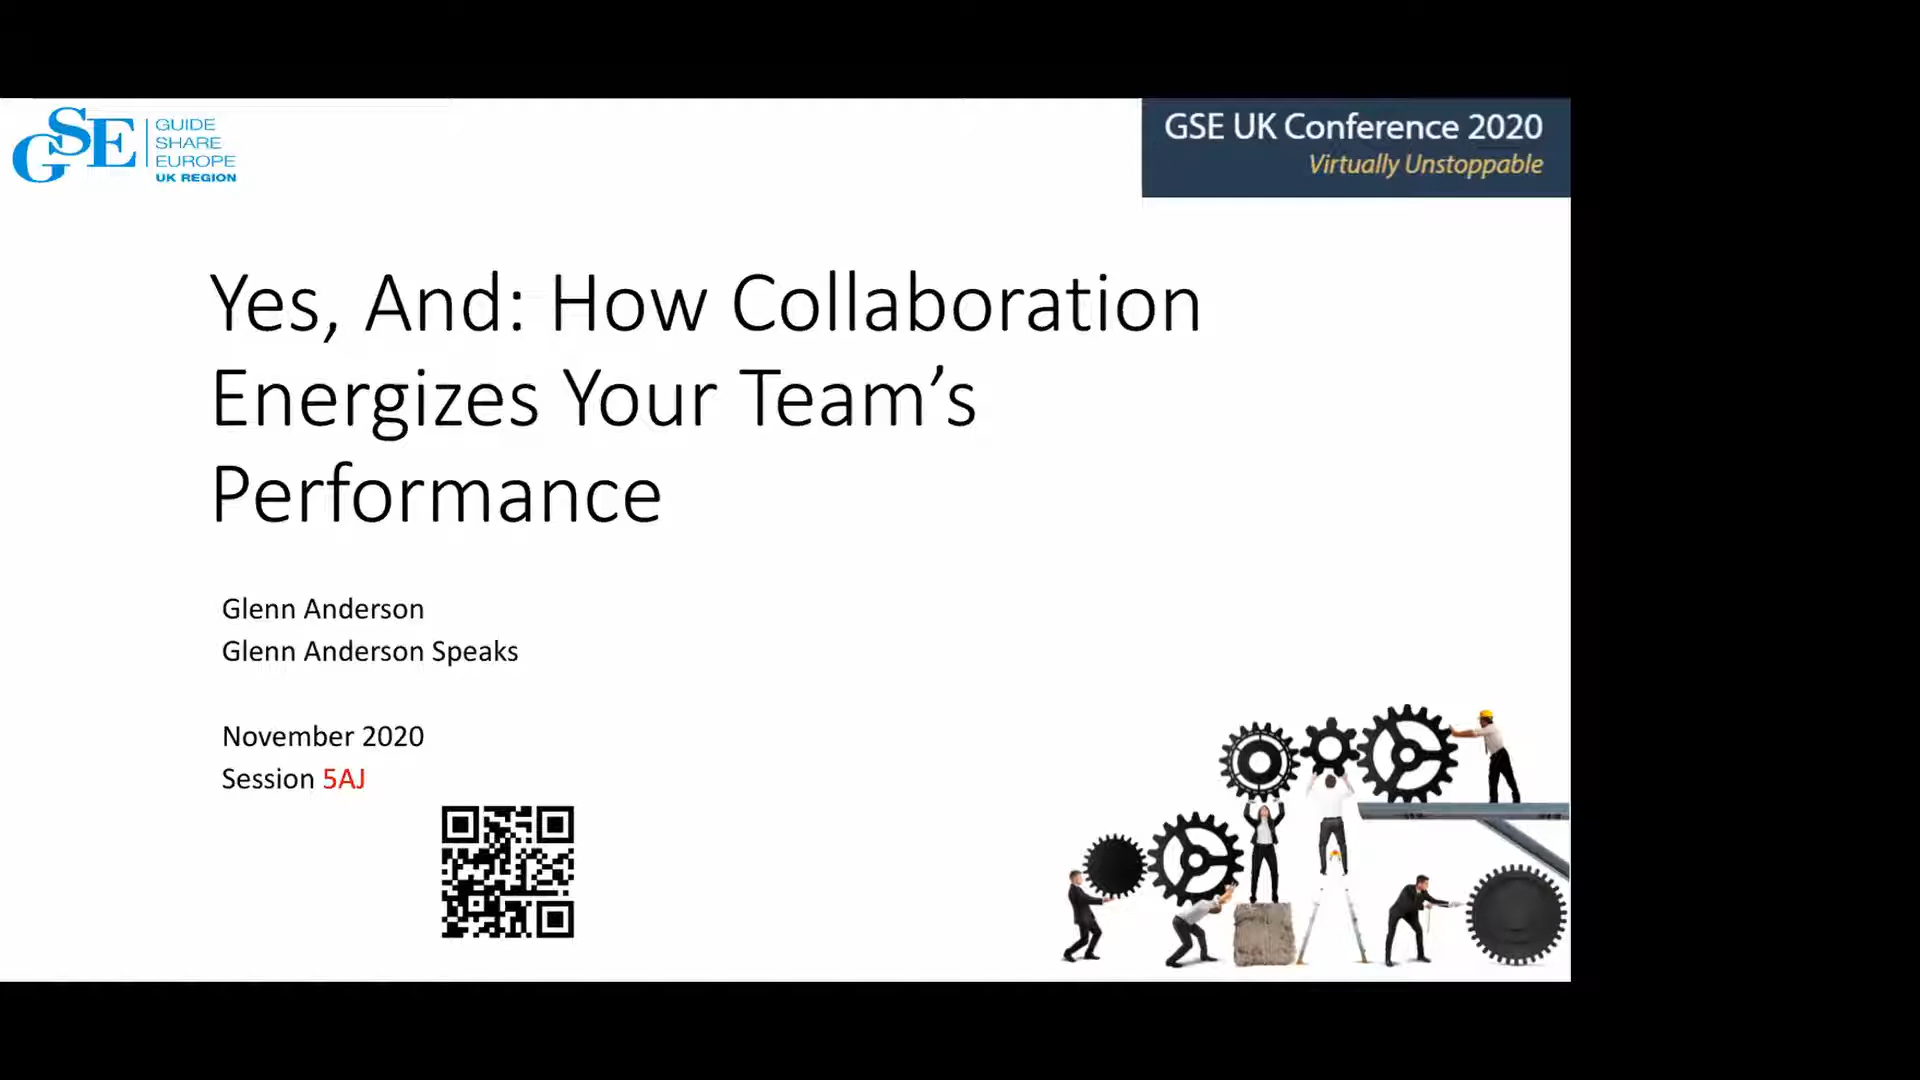 GSE
GUIDE
SHARE
EUROPE
UK REGION
GSE UK Conference 2020
Virtually Unstoppable
Yes, And: How Collaboration
Energizes Your Team’s
Performance
Glenn Anderson
Glenn Anderson Speaks
November 2020
Session 5AJ